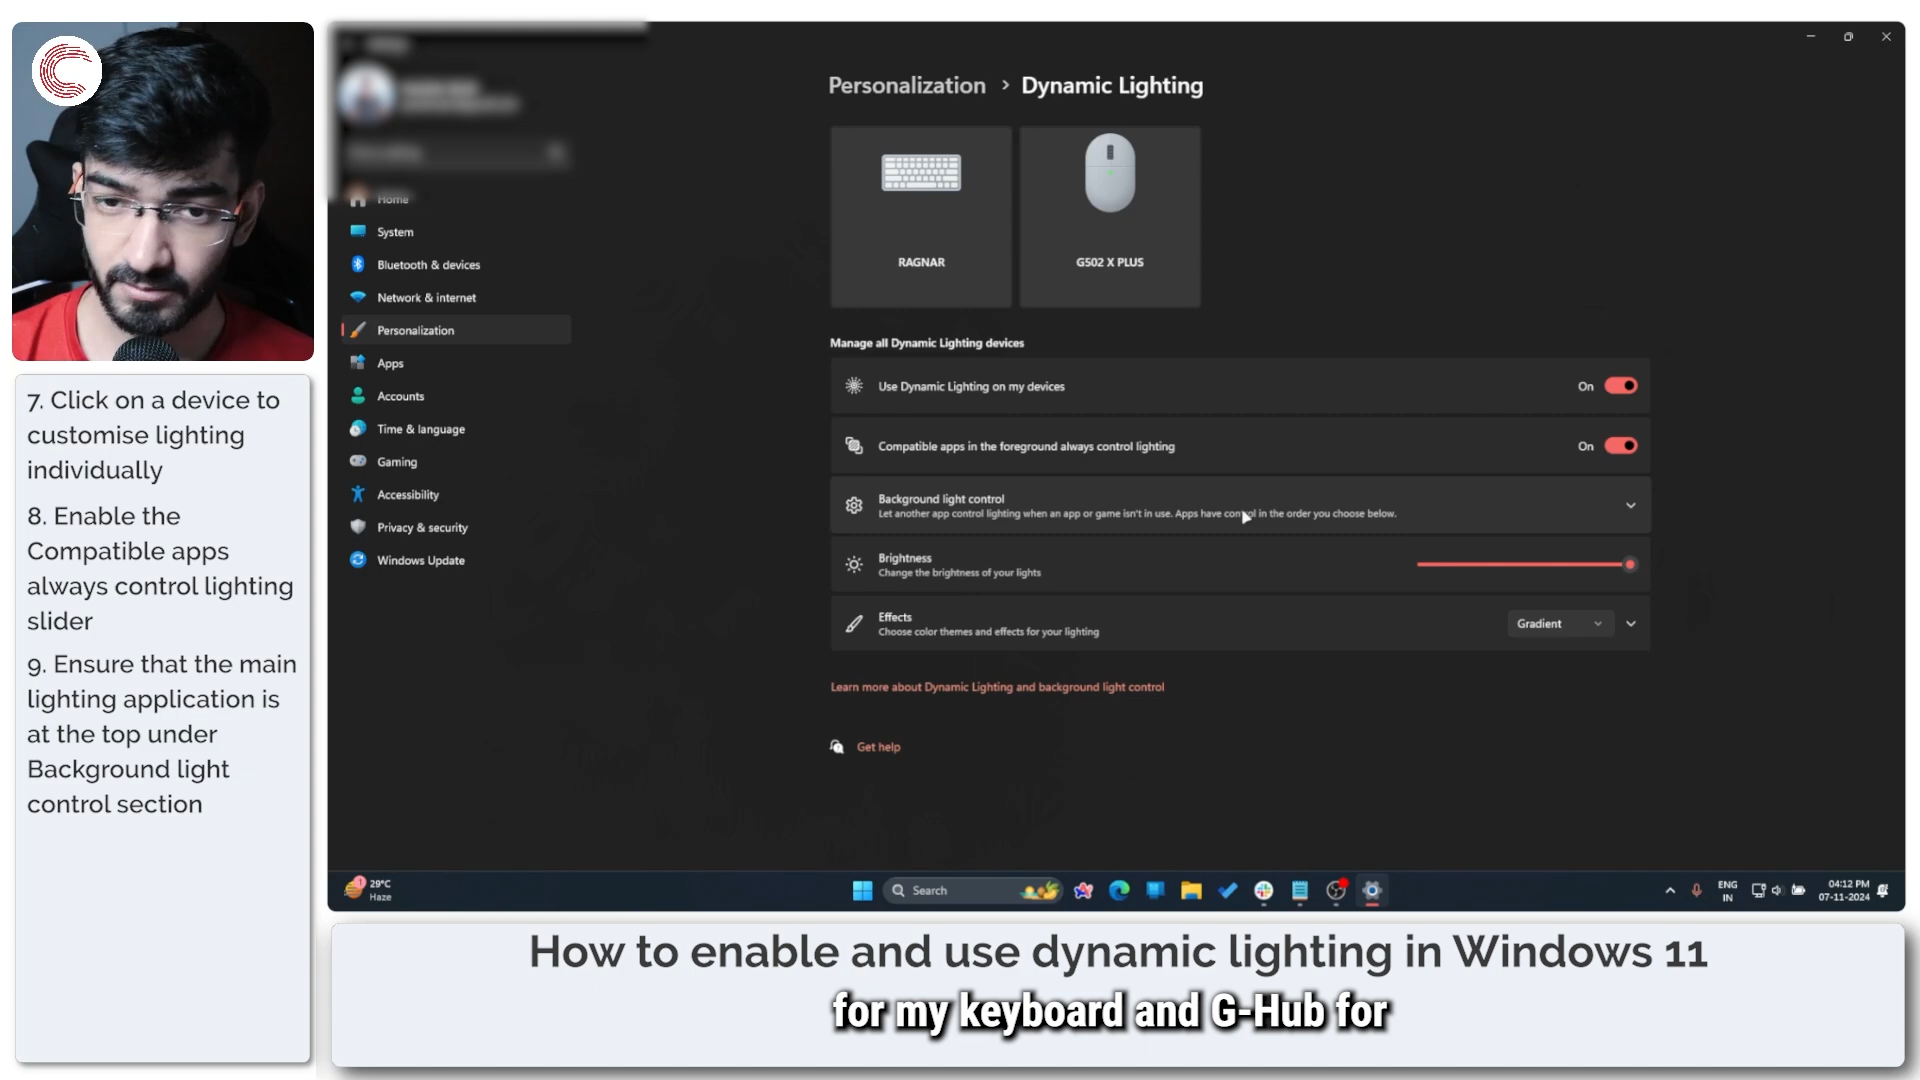 7. Click on a device to
customise lighting
individually
8. Enable the
Compatible apps
always control lighting
slider
9. Ensure that the main
lighting application is
at the top under
Background light
control section
Home
System
Bluetooth & devices
Network & internet
Personalization
Apps
Accounts
Time & language
Gaming
Accessibility
Privacy & security
Windows Update
Personalization > Dynamic Lighting
RAGNAR
G502 X PLUS
Manage all Dynamic Lighting devices
Use Dynamic Lighting on my devices
On
Compatible apps in the foreground always control lighting
On
Background light control
Let another app control lighting when an app or game isn't in use. Apps have control in the order you choose below.
Brightness
Change the brightness of your lights
Effects
Choose color themes and effects for your lighting
Gradient
Learn more about Dynamic Lighting and background light control
Get help
1
29°C
Haze
Search
ENG
IN
04:12 PM
07-11-2024
How to enable and use dynamic lighting in Windows 11
for my keyboard and G-Hub for